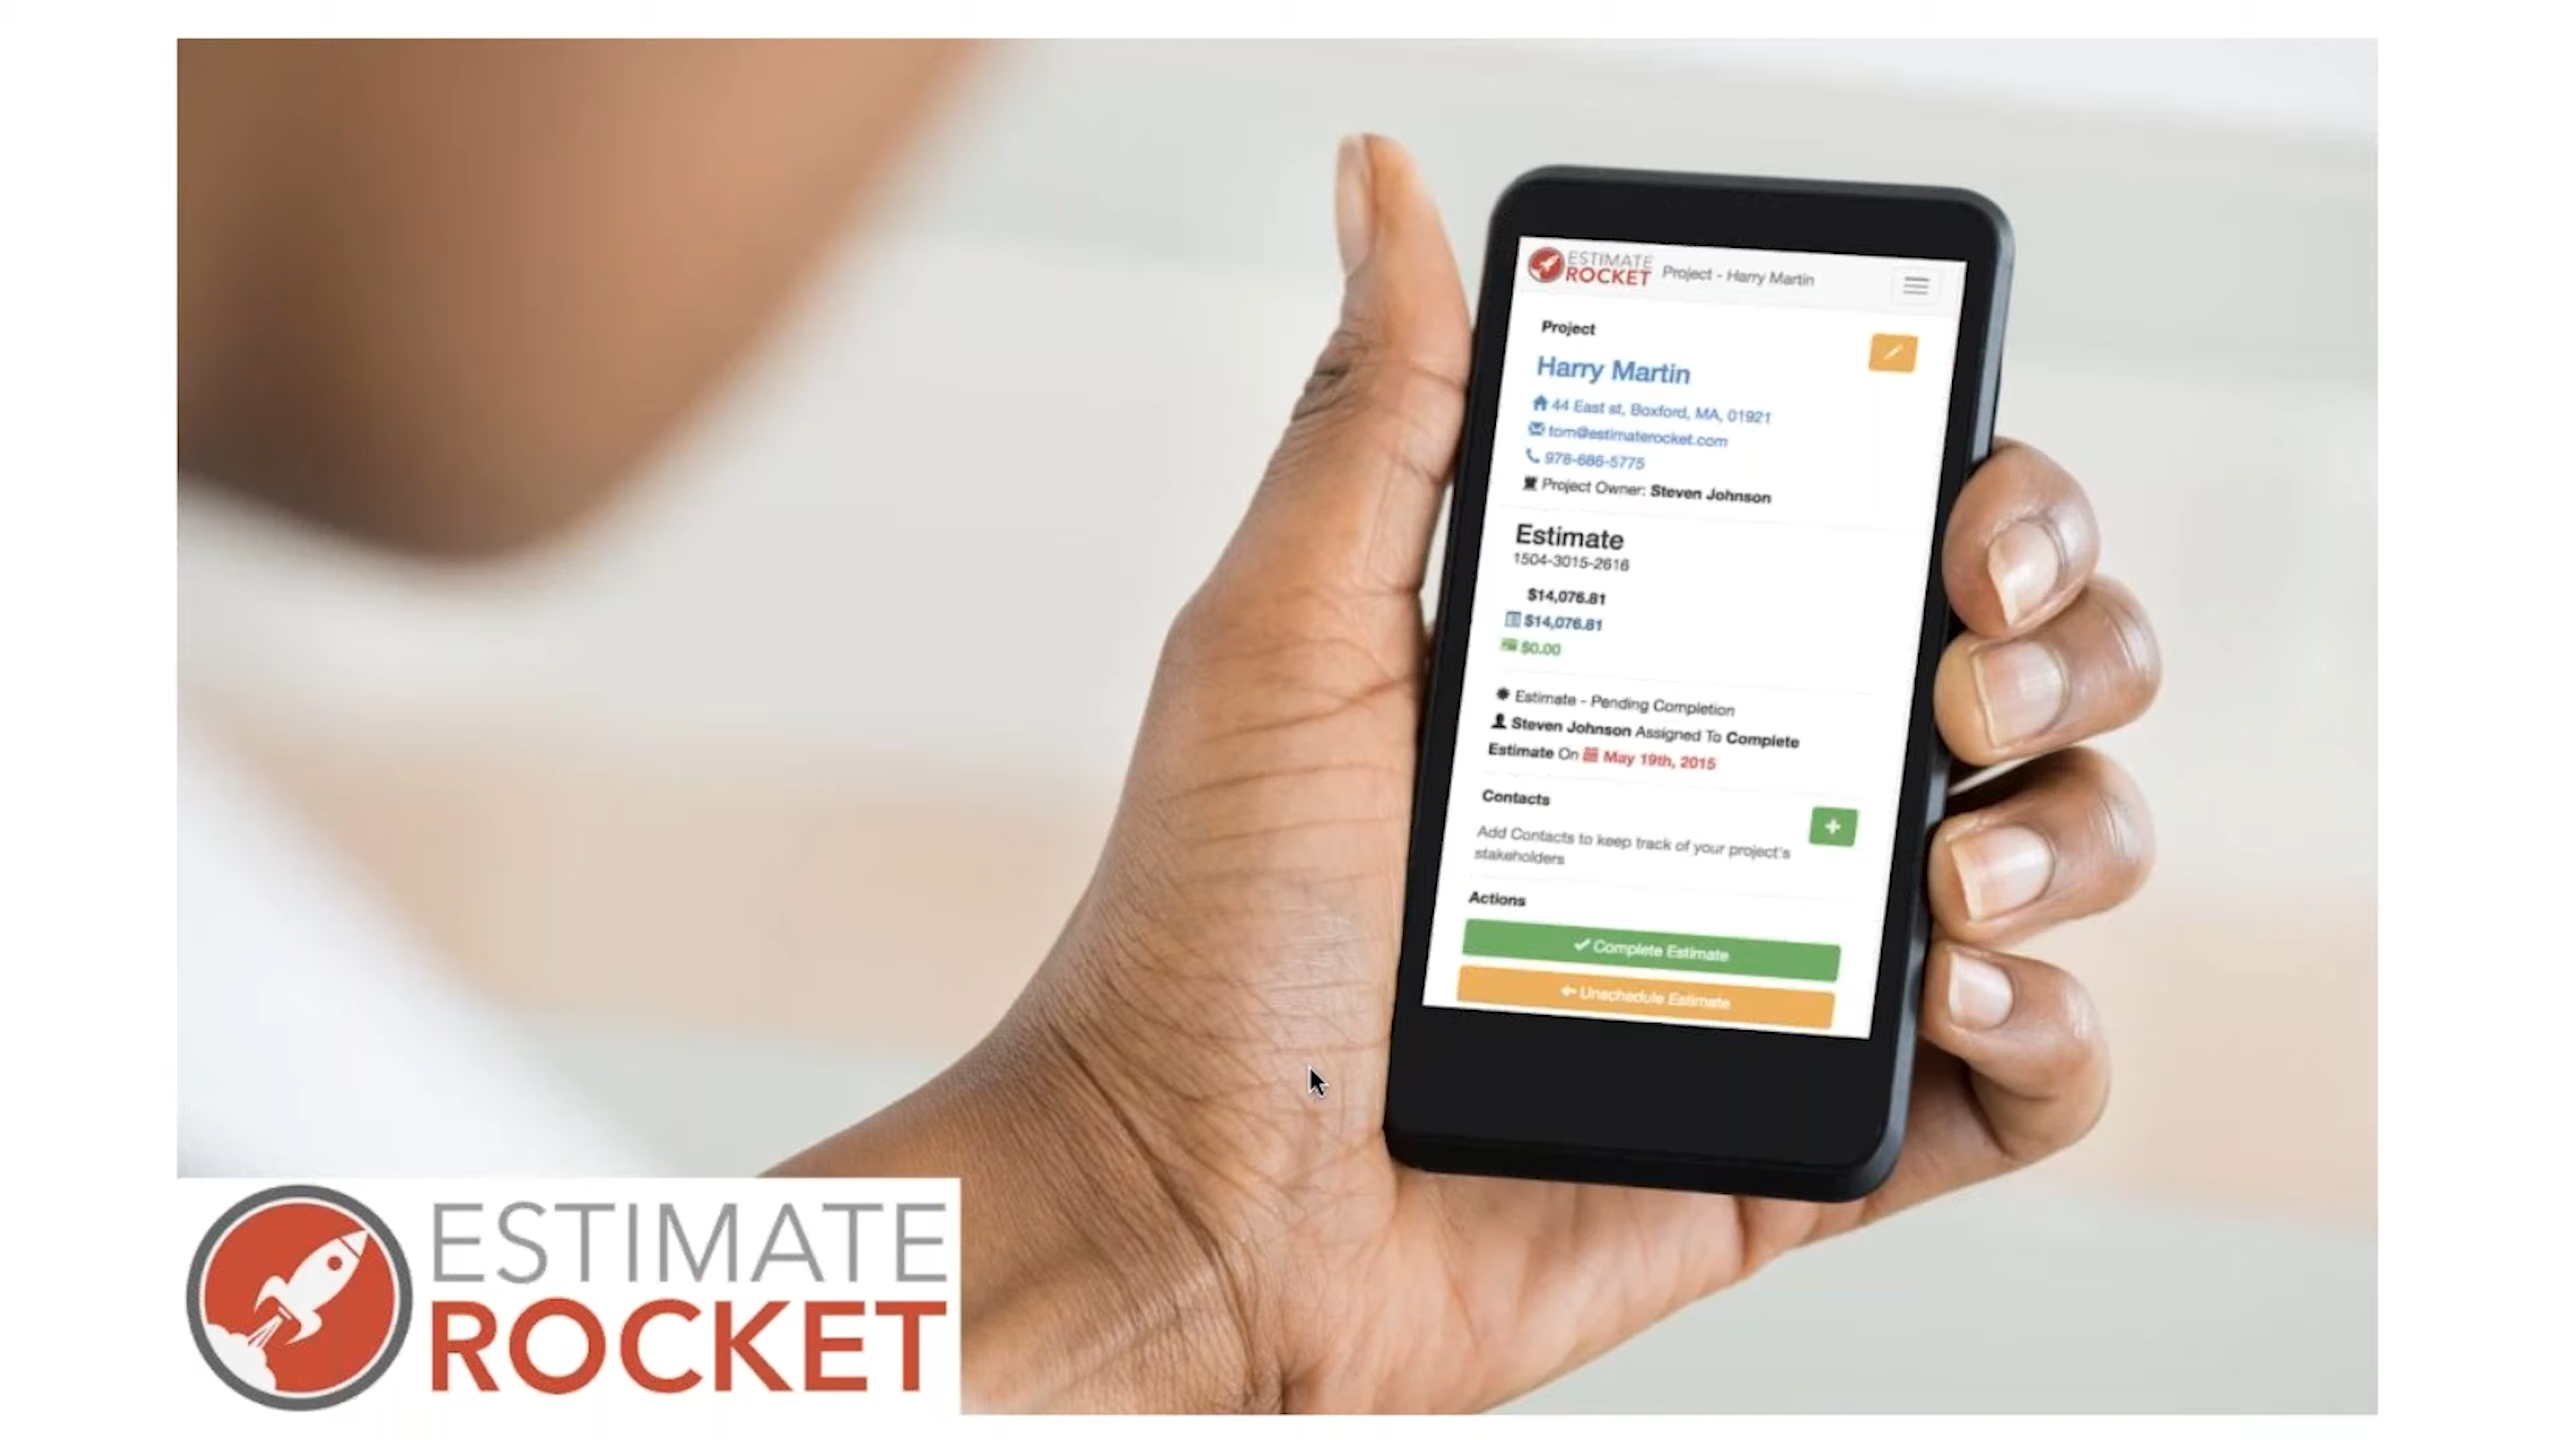 ESTIMATE
ROCKET
Project - Harry Martin
Project
Harry Martin
44 East st, Boxford, MA, 01921
tom@estimaterocket.com
978-686-5775
Project Owner: Steven Johnson
Estimate
1504-3015-2616
$14,076.81
$14,076.81
$0.00
Estimate - Pending Completion
Steven Johnson Assigned To Complete
Estimate On May 19th, 2015
Contacts
Add Contacts to keep track of your project's
stakeholders
Actions
Complete Estimate
Unschedule Estimate
ESTIMATE
ROCKET